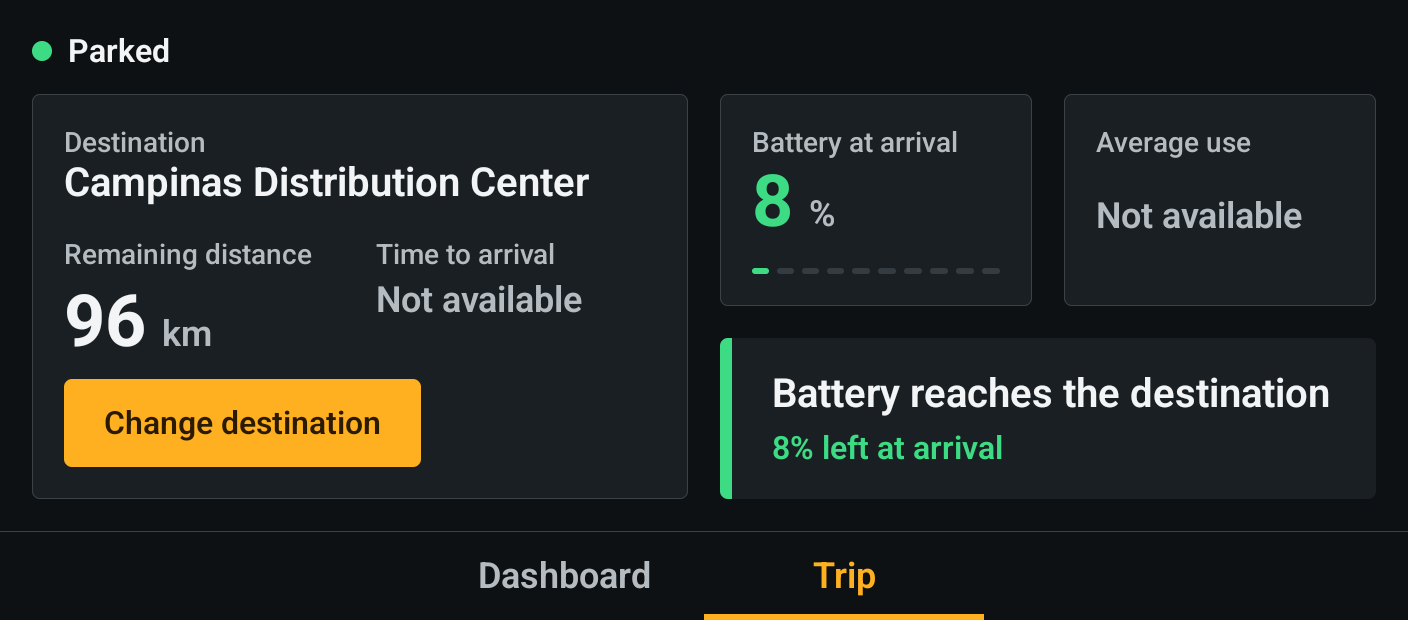 Parked
Destination
Campinas Distribution Center
Remaining distance
96 km
Time to arrival
Not available
Change destination
Battery at arrival
8 %
Average use
Not available
Battery reaches the destination
8% left at arrival
Dashboard
Trip